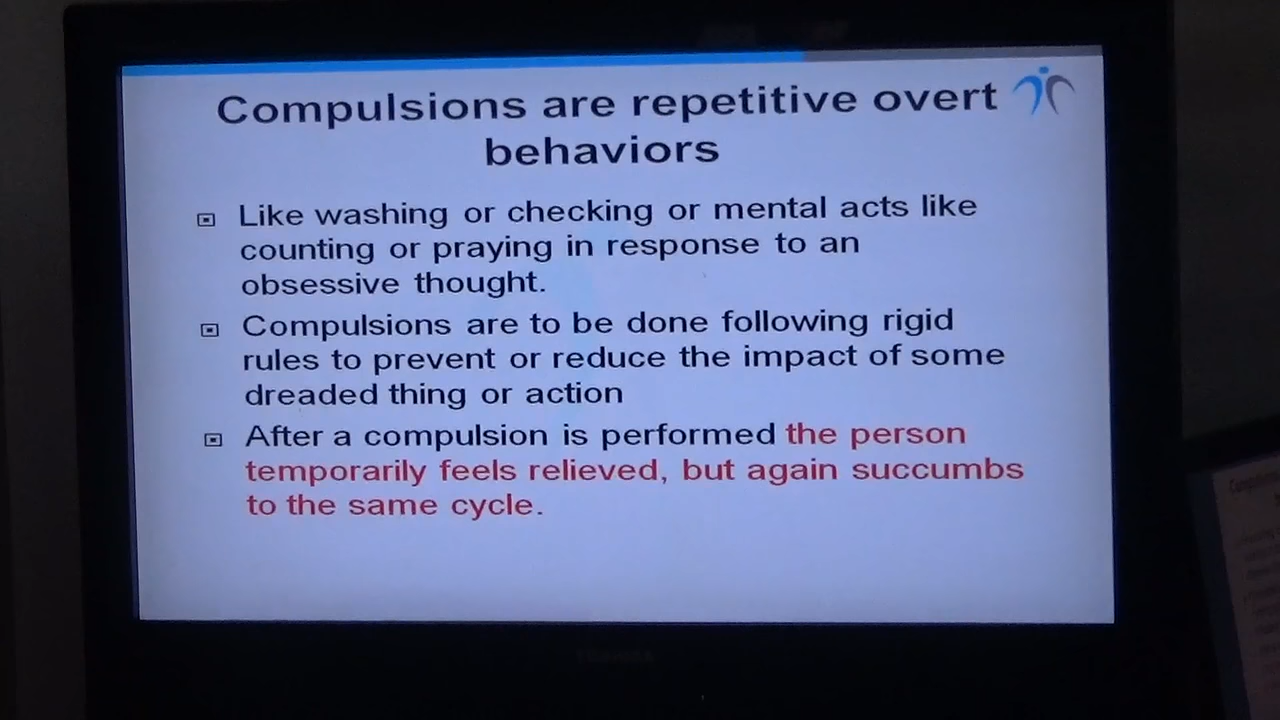 Compulsions are repetitive overt
behaviors
Like washing or checking or mental acts like
counting or praying in response to an
obsessive thought.
Compulsions are to be done following rigid
rules to prevent or reduce the impact of some
dreaded thing or action
After a compulsion is performed the person
temporarily feels relieved, but again succumbs
to the same cycle.